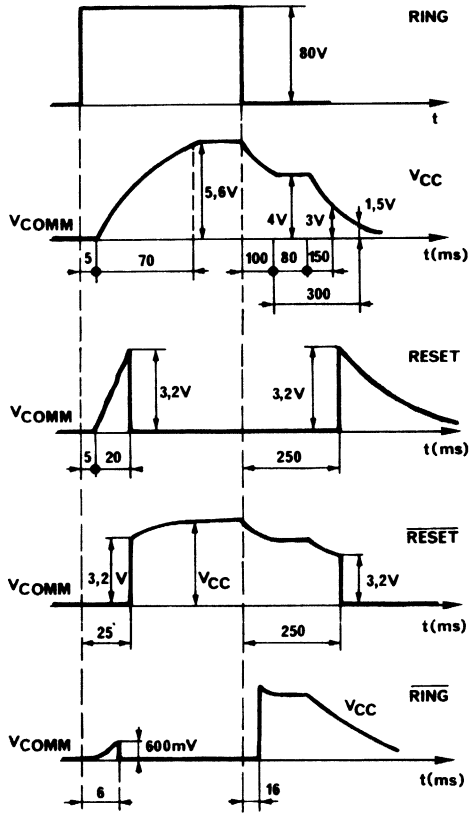 RING
80V
t
VCC
5,6V
4V
3V
1,5V
VCOMM
5 70 100 80 150
t(ms)
300
RESET
3,2V 3,2V
VCOMM
t(ms)
5 20 250
RESET
3,2 V
VCC
3,2V
VCOMM
t(ms)
25 250
RING
VCC
VCOMM
600mV
t(ms)
6 16